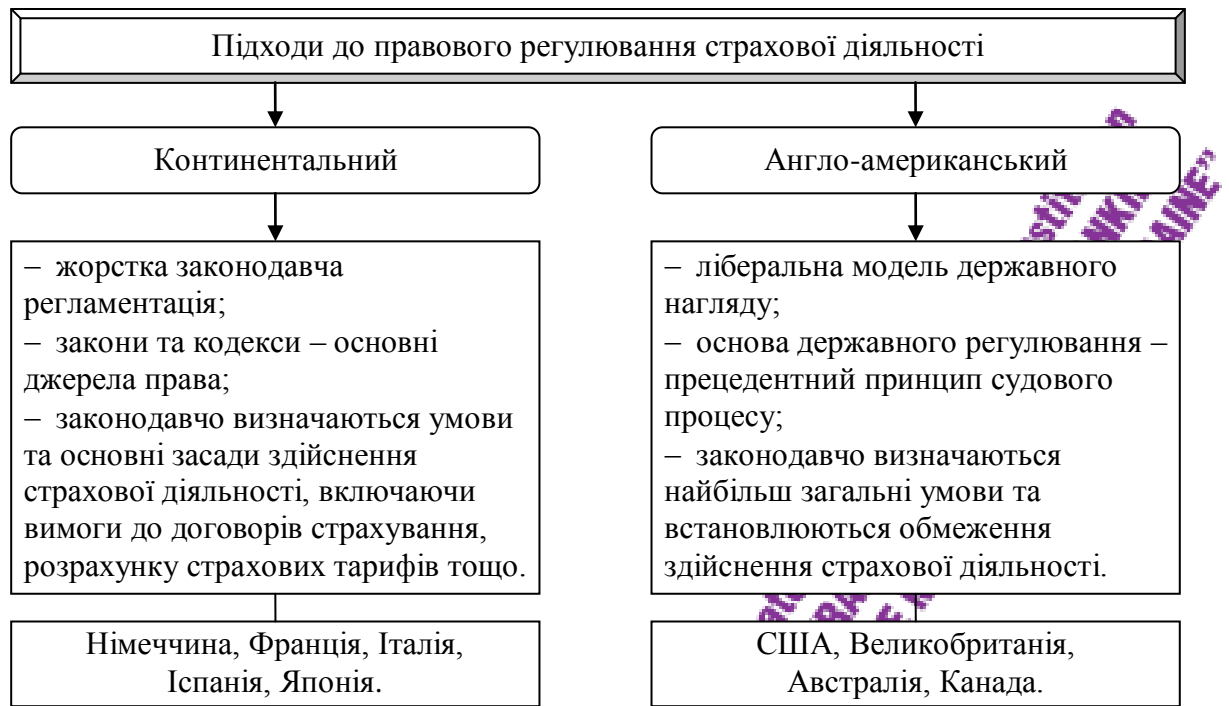 Підходи до правового регулювання страхової діяльності
Континентальний
– жорстка законодавча
регламентація;
– закони та кодекси – основні
джерела права;
– законодавчо визначаються умови
та основні засади здійснення
страхової діяльності, включаючи
вимоги до договорів страхування,
розрахунку страхових тарифів тощо.
Німеччина, Франція, Італія,
Іспанія, Японія.
Англо-американський
– ліберальна модель державного
нагляду;
– основа державного регулювання –
прецедентний принцип судового
процесу;
– законодавчо визначаються
найбільш загальні умови та
встановлюються обмеження
здійснення страхової діяльності.
США, Великобританія,
Австралія, Канада.